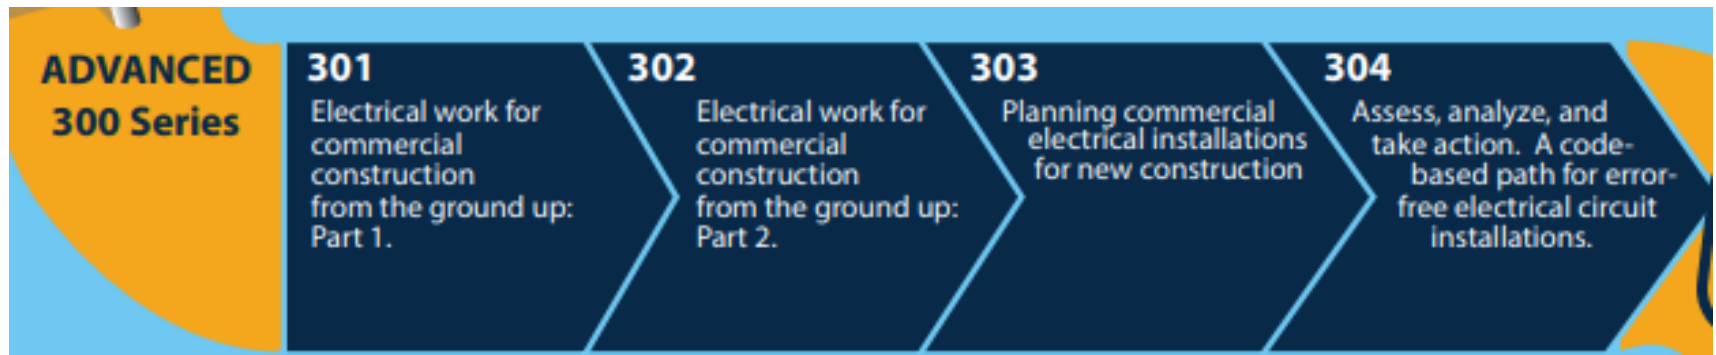 ADVANCED
300 Series
301
Electrical work for
commercial
construction
from the ground up:
Part 1.
302
Electrical work for
commercial
construction
from the ground up:
Part 2.
303
Planning commercial
electrical installations
for new construction
304
Assess, analyze, and
take action.  A code-
based path for error-
free electrical circuit
installations.